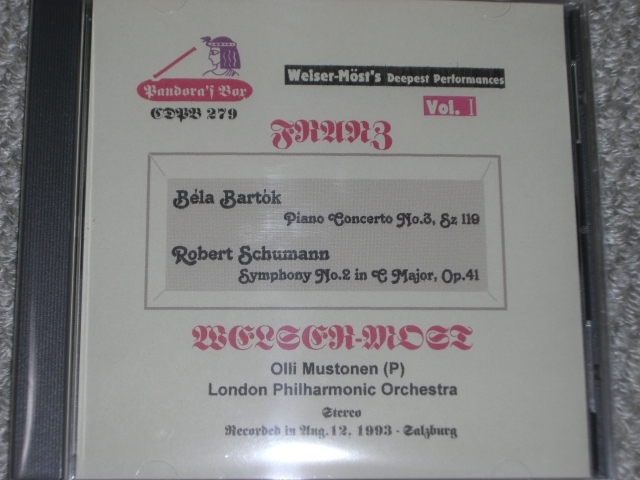 Pandora's Box
CDPB 279
Welser-Möst's Deepest Performances
Vol. 1
FRANZ
Béla Bartók
Piano Concerto No.3, Sz 119
Robert Schumann
Symphony No.2 in C Major, Op.41
WELSER-MOST
Olli Mustonen (P)
London Philharmonic Orchestra
Stereo
Recorded in Aug.12, 1993 - Salzburg